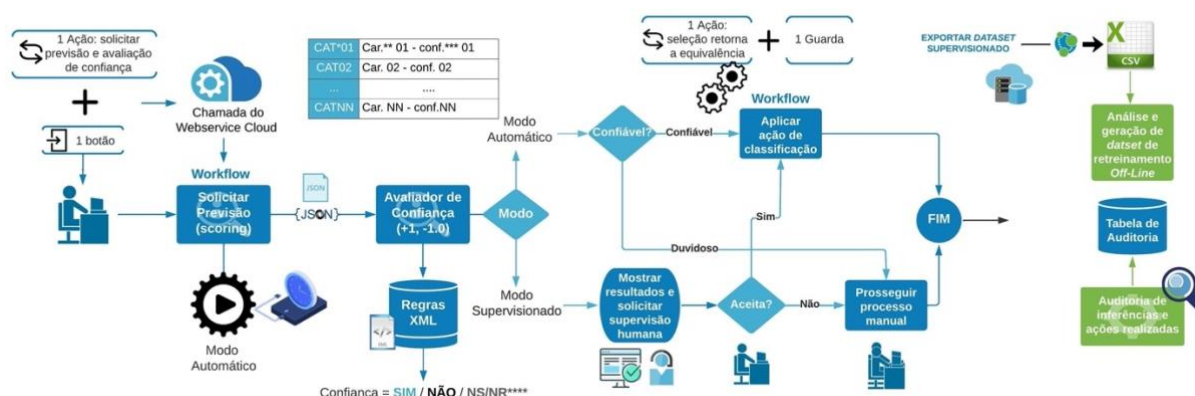 1 Ação: solicitar
previsão e avaliação
de confiança
1 botão
Chamada do
Webservice Cloud
Workflow
Solicitar
Previsão
(scoring)
Modo
Automático
JSON
{JSON}
CAT*01 Car.** 01 - conf.*** 01
CAT02 Car. 02 - conf. 02
... ....
CATNN Car. NN - conf.NN
Avaliador de
Confiança
(+1, -1.0)
Regras
XML
Confiança = SIM / NÃO / NS/NR****
Modo
Modo
Automático
Modo
Supervisionado
1 Ação:
seleção retorna
a equivalência
1 Guarda
Confiável?
Confiável
Duvidoso
Workflow
Aplicar
ação de
classificação
Mostrar
resultados e
solicitar
supervisão
humana
Aceita?
Sim
Não
Prosseguir
processo
manual
FIM
EXPORTAR DATASET
SUPERVISIONADO
X
CSV
Análise e
geração de
datset de
retreinamento
Off-Line
Tabela de
Auditoria
Auditoria de
inferências e
ações realizadas